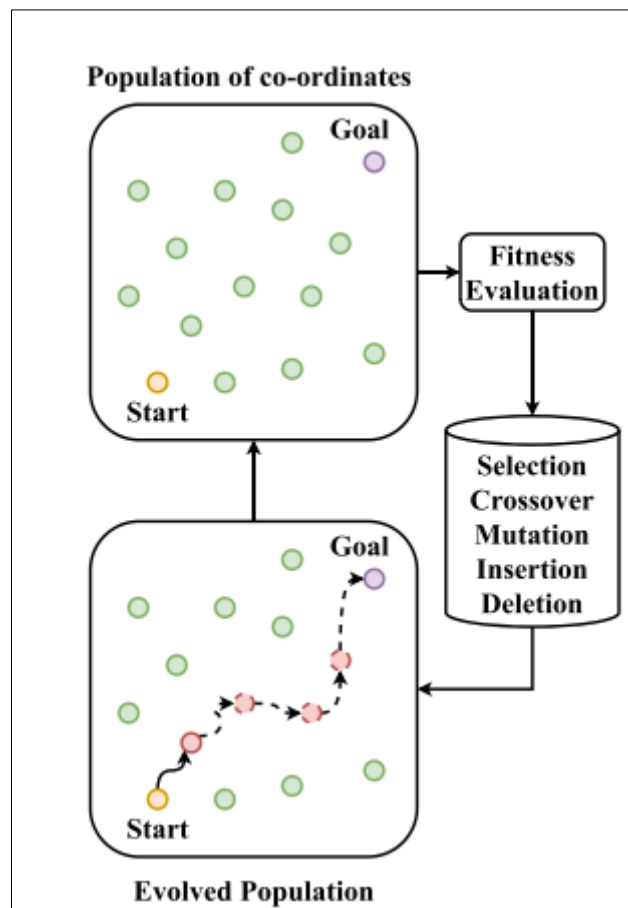 Population of co-ordinates
Goal
Start
Fitness
Evaluation
Selection
Crossover
Mutation
Insertion
Deletion
Goal
Start
Evolved Population